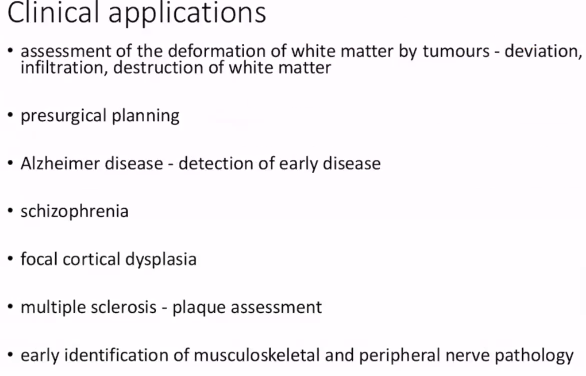 Clinical applications
• assessment of the deformation of white matter by tumours - deviation,
infiltration, destruction of white matter
• presurgical planning
• Alzheimer disease - detection of early disease
• schizophrenia
• focal cortical dysplasia
• multiple sclerosis - plaque assessment
• early identification of musculoskeletal and peripheral nerve pathology